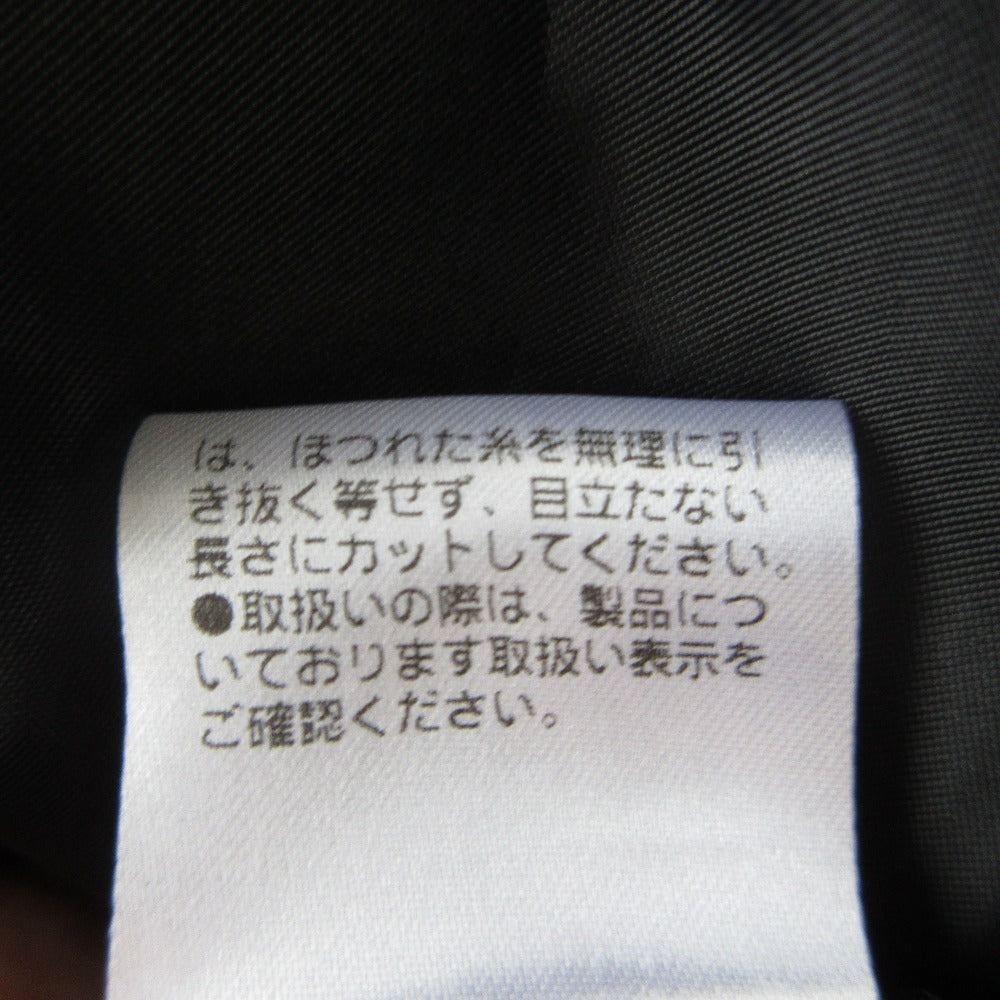 は、ほつれた糸を無理に引
き抜く等せず、目立たない
長さにカットしてください。
●取扱いの際は、製品につ
いております取扱い表示を
ご確認ください。